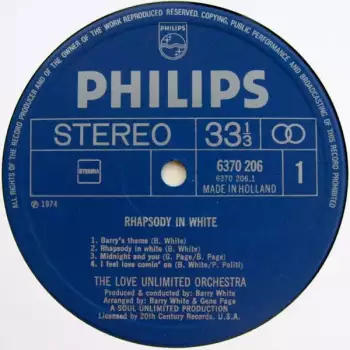 ALL RIGHTS OF THE RECORD PRODUCER AND OF THE OWNER OF THE WORK REPRODUCED RESERVED. COPYING, PUBLIC PERFORMANCE AND BROADCASTING OF THIS RECORD PROHIBITED
PHILIPS
STEREO 33 1/3
STEMRA
6370 206
6370 206.1
MADE IN HOLLAND
1
Ⓟ 1974
RHAPSODY IN WHITE
1. Barry's theme (B. White)
2. Rhapsody in white (B. White)
3. Midnight and you (G. Page/B. Page)
4. I feel love comin' on (B. White/P. Politi)
THE LOVE UNLIMITED ORCHESTRA
Produced & conducted by: Barry White
Arranged by: Barry White & Gene Page
A SOUL UNLIMITED PRODUCTION
Licensed by 20th Century Records, U.S.A.